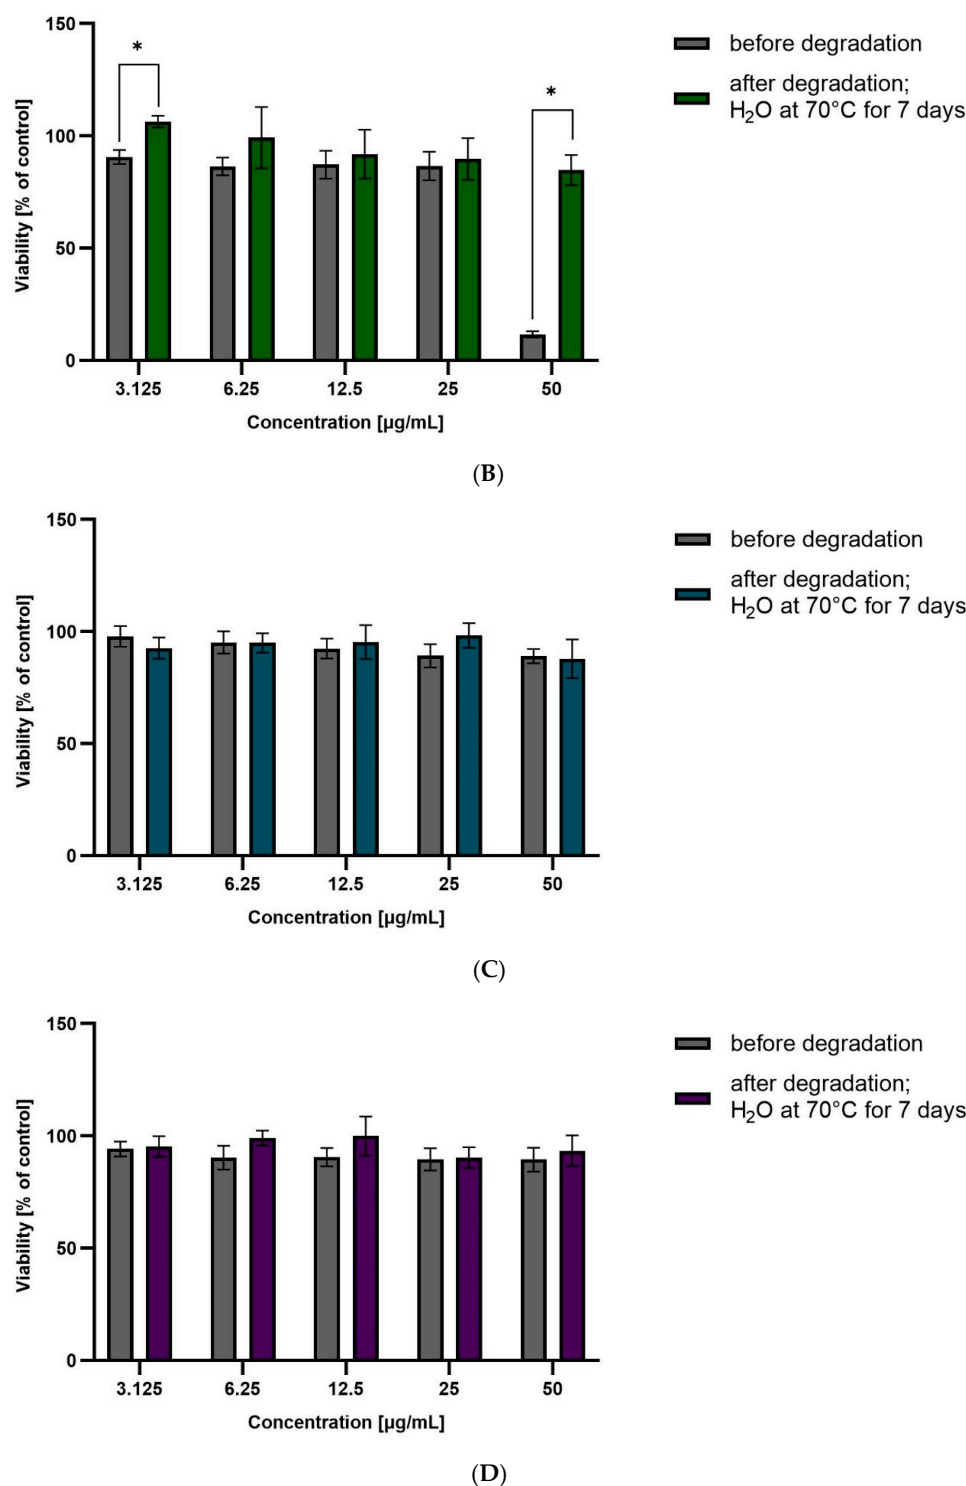 150
100
50
0
Viability [% of control]
*
*
3.125 6.25 12.5 25 50
Concentration [µg/mL]
before degradation
after degradation;
H₂O at 70°C for 7 days
(B)
150
100
50
0
Viability [% of control]
3.125 6.25 12.5 25 50
Concentration [µg/mL]
before degradation
after degradation;
H₂O at 70°C for 7 days
(C)
150
100
50
0
Viability [% of control]
3.125 6.25 12.5 25 50
Concentration [µg/mL]
before degradation
after degradation;
H₂O at 70°C for 7 days
(D)